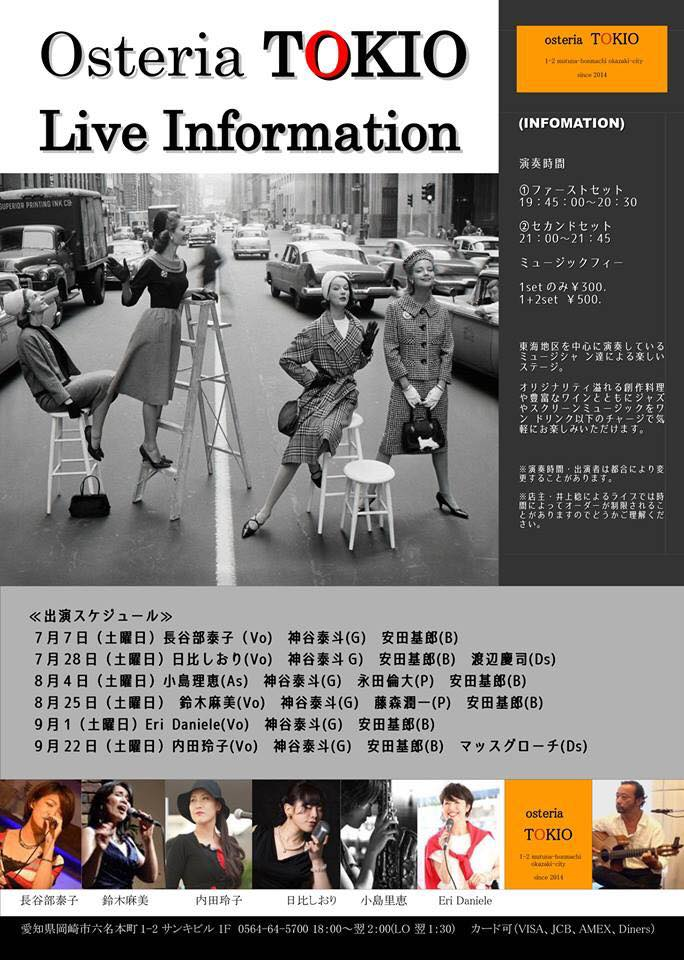 Osteria TOKIO
Live Information
SUPERIOR PRINTING INK CO.
osteria TOKIO
1-2 mutuna-honmachi okazaki-city
since 2014
(INFOMATION)
演奏時間
①ファーストセット
19：45：00～20：30
②セカンドセット
21：00～21：45
ミュージックフィー
1setのみ￥300.
1+2set ￥500.
東海地区を中心に演奏している
ミュージシャン達による楽しい
ステージ。
オリジナリティ溢れる創作料理
や豊富なワインとともにジャズ
やスクリーンミュージックをワ
ン ドリンク以下のチャージで気
軽にお楽しみいただけます。
※演奏時間・出演者は都合により変
更することがあります。
※店主・井上稔によるライブでは時
間によってオーダーが制限されるこ
とがありますのでどうかご理解くだ
さい。
≪出演スケジュール≫
7月7日（土曜日）長谷部泰子（Vo） 神谷泰斗(G) 安田基郎(B)
7月28日（土曜日）日比しおり(Vo) 神谷泰斗G) 安田基郎(B) 渡辺慶司(Ds)
8月4日（土曜日）小島理恵(As) 神谷泰斗(G) 永田倫大(P) 安田基郎(B)
8月25日（土曜日） 鈴木麻美(Vo) 神谷泰斗(G) 藤森潤一(P) 安田基郎(B)
9月1（土曜日）Eri Daniele(Vo) 神谷泰斗(G) 安田基郎(B)
9月22日（土曜日）内田玲子(Vo) 神谷泰斗(G) 安田基郎(B) マッスグローチ(Ds)
osteria
TOKIO
1-2 mutuna-honmachi
okazaki-city
since 2014
長谷部泰子 鈴木麻美 内田玲子 日比しおり 小島里恵 Eri Daniele
愛知県岡崎市六名本町1-2 サンキビル 1F 0564-64-5700 18:00～翌2:00(LO 翌1:30) カード可(VISA、JCB、AMEX、Diners)